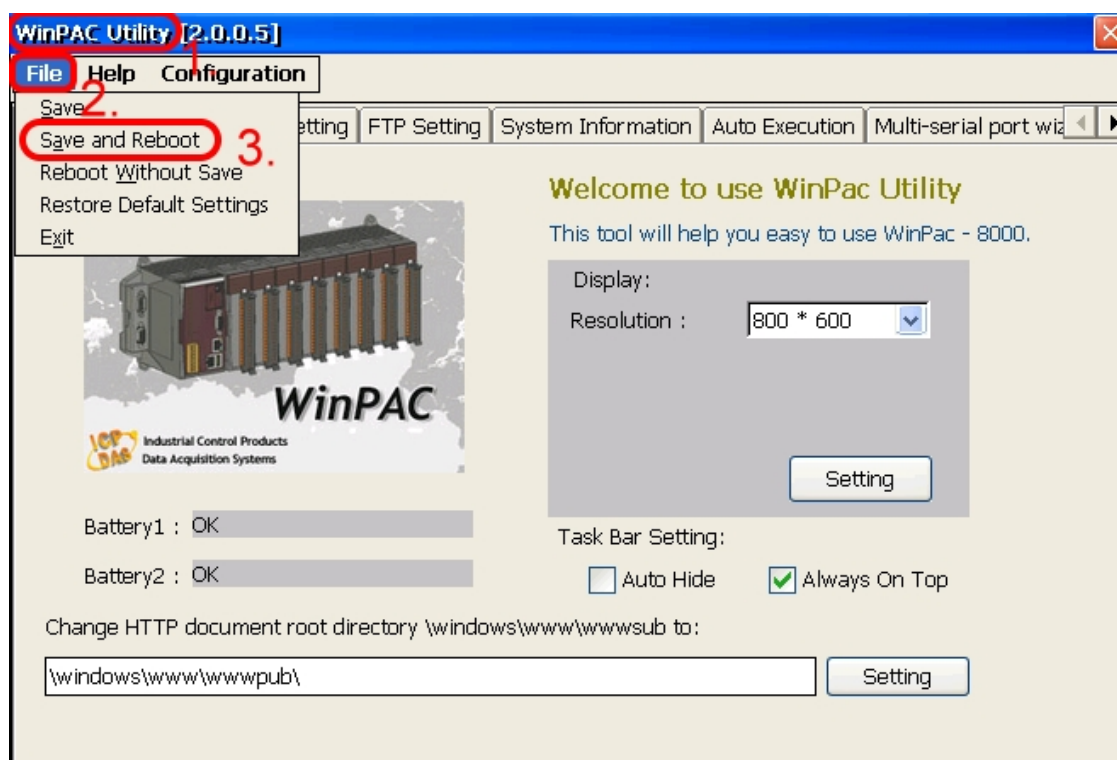 WinPAC Utility [2.0.0.5]
1.
File Help Configuration
2.
Save
Save and Reboot
3.
Reboot Without Save
Restore Default Settings
Exit
etting FTP Setting System Information Auto Execution Multi-serial port wiz
Welcome to use WinPac Utility
This tool will help you easy to use WinPac - 8000.
Display:
Resolution : 800 * 600
Setting
WinPAC
ICP DAS
Industrial Control Products
Data Acquisition Systems
Battery1 : OK
Battery2 : OK
Task Bar Setting:
Auto Hide Always On Top
Change HTTP document root directory \windows\www\wwwsub to:
\windows\www\wwwpub\ Setting